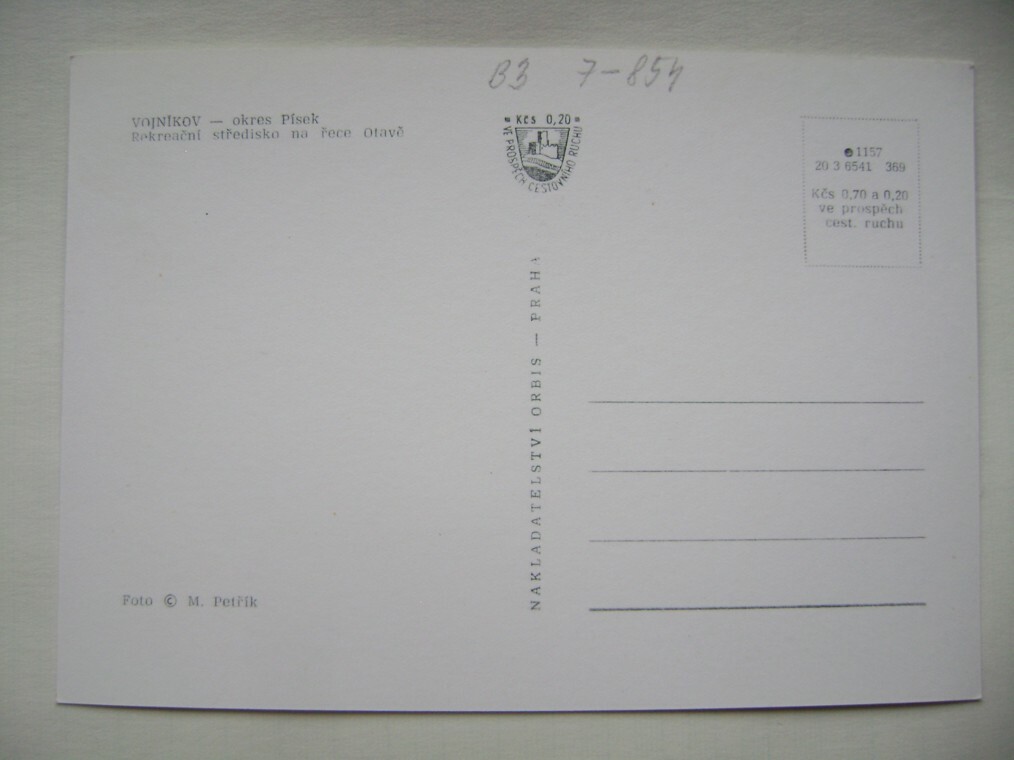 B3 7-854
VOJNÍKOV — okres Písek
Rekreační středisko na řece Otavě
Kčs 0,20
VE PROSPĚCH CESTOVNÍHO RUCHU
1157
20 3 6541 369
Kčs 0,70 a 0,20
ve prospěch
cest. ruchu
NAKLADATELSTVÍ ORBIS — PRAHA
Foto © M. Petřík